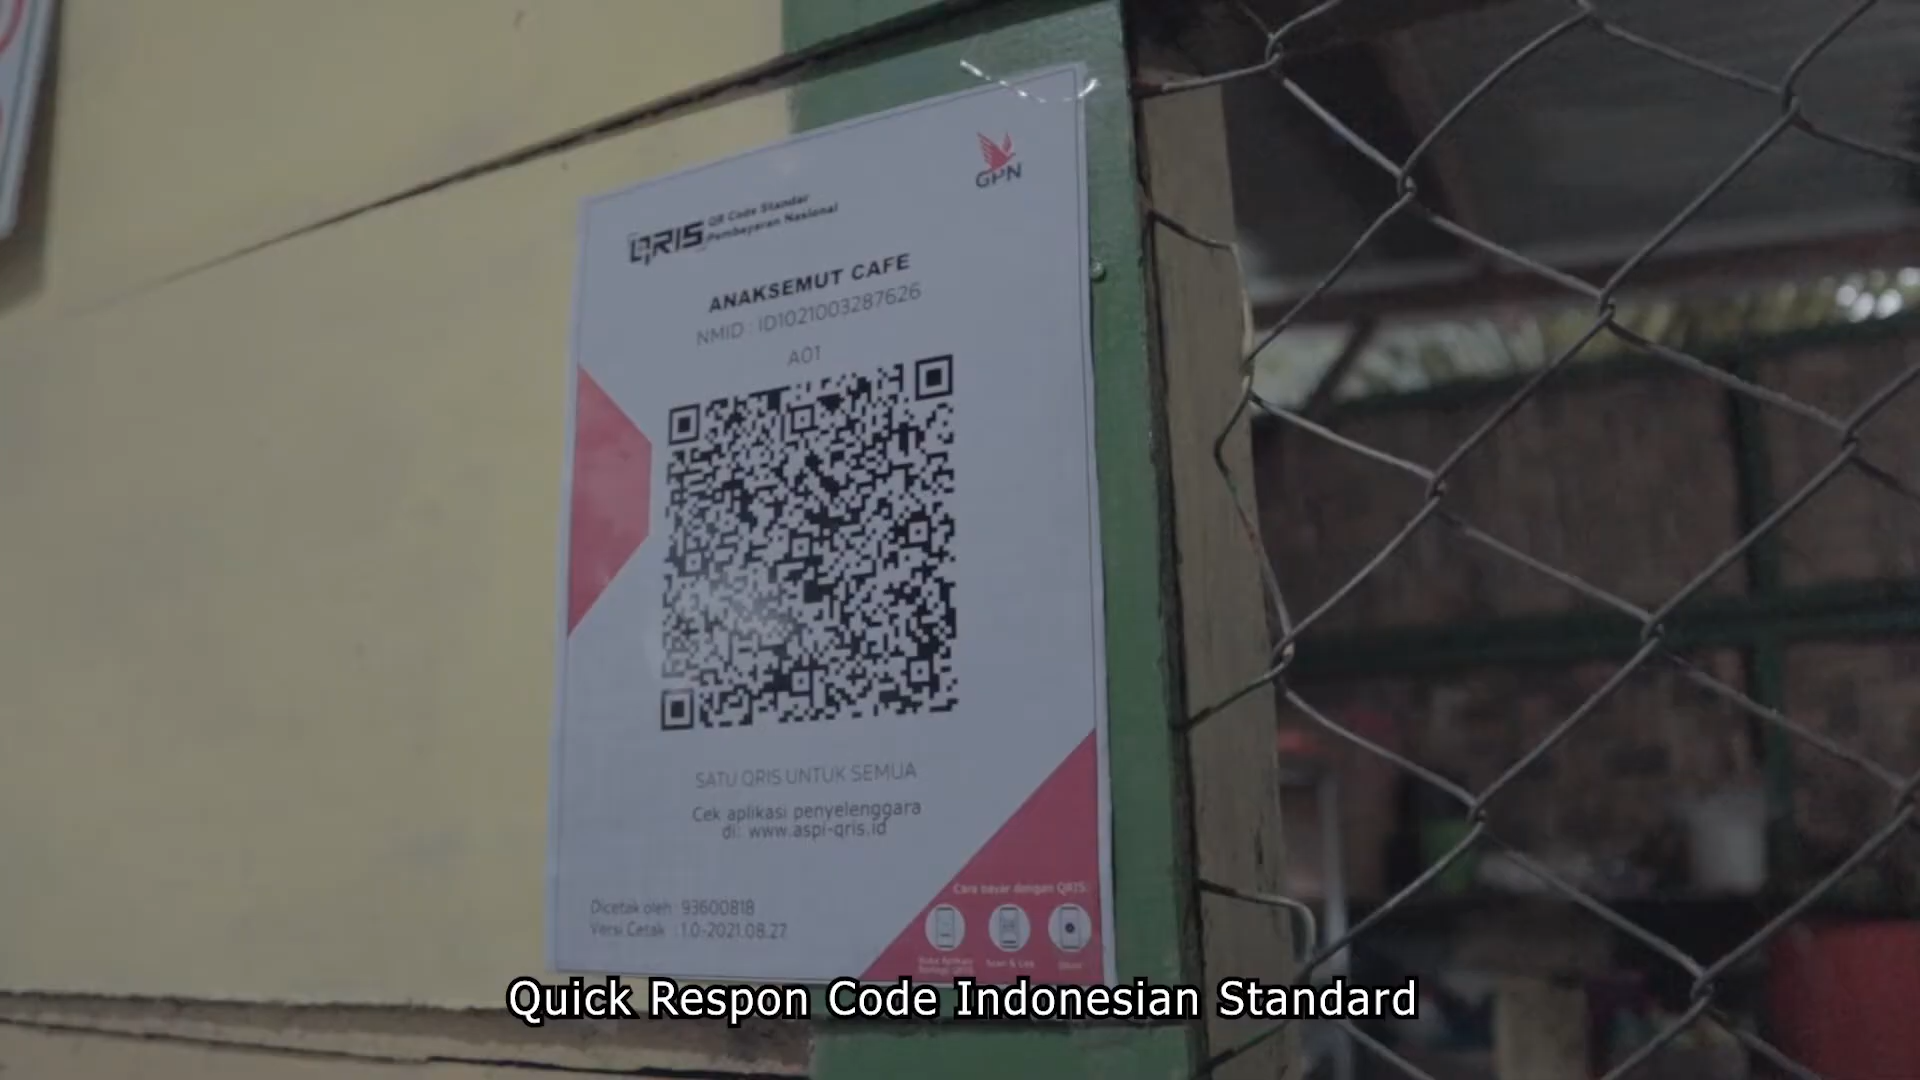 GPN
QRIS QR Code Standar
Pembayaran Nasional
ANAKSEMUT CAFE
NMID : ID1021003287626
A01
SATU QRIS UNTUK SEMUA
Cek aplikasi penyelenggara
di: www.aspi-qris.id
Dicetak oleh : 93600818
Versi Cetak : 1.0-2021.08.27
Cara bayar dengan QRIS:
Scan & Cek
Quick Respon Code Indonesian Standard